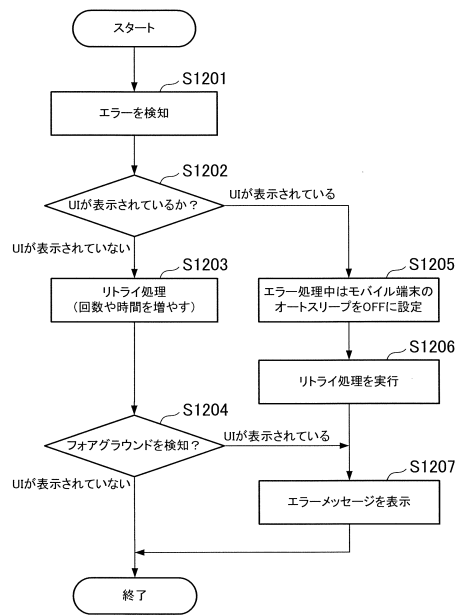 スタート
S1201
エラーを検知
S1202
UIが表示されているか？
UIが表示されている
UIが表示されていない
S1203
リトライ処理
(回数や時間を増やす)
S1205
エラー処理中はモバイル端末の
オートスリープをOFFに設定
S1206
リトライ処理を実行
S1204
フォアグラウンドを検知？
UIが表示されている
UIが表示されていない
S1207
エラーメッセージを表示
終了